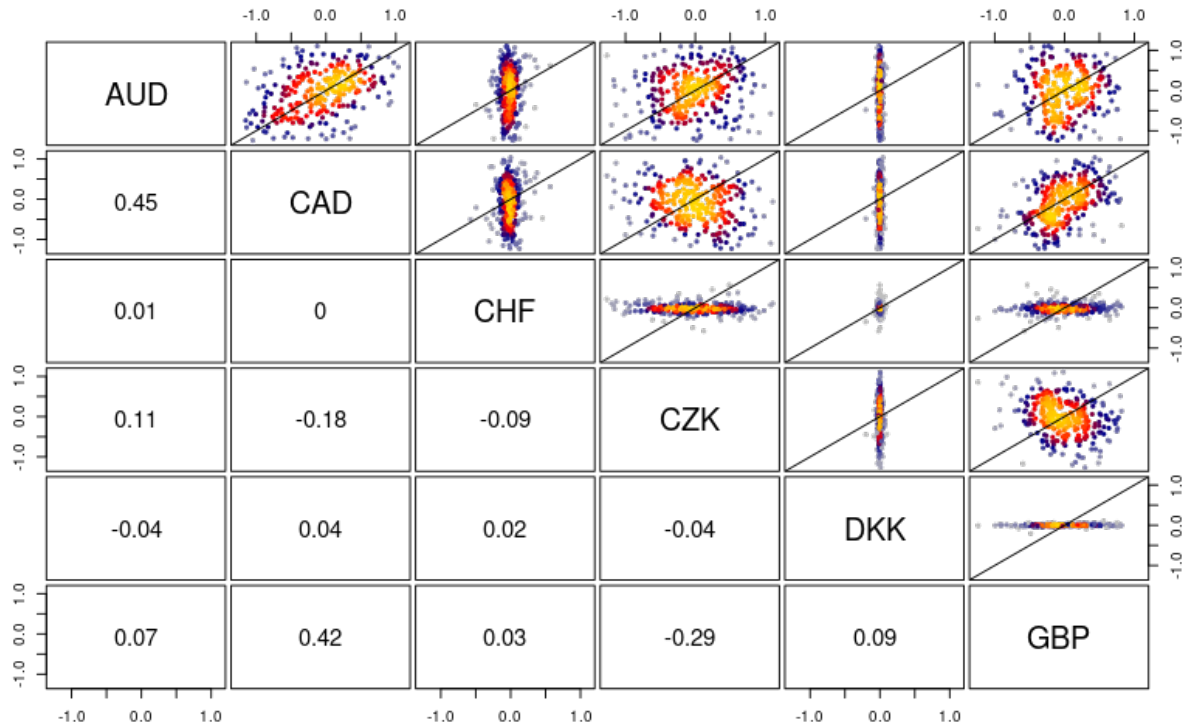 -1.0 0.0 1.0 -1.0 0.0 1.0 -1.0 0.0 1.0
AUD -1.0 0.0 1.0
-1.0 0.0 1.0 0.45 CAD
0.01 0 CHF -1.0 0.0 1.0
-1.0 0.0 1.0 0.11 -0.18 -0.09 CZK
-0.04 0.04 0.02 -0.04 DKK -1.0 0.0 1.0
-1.0 0.0 1.0 0.07 0.42 0.03 -0.29 0.09 GBP
-1.0 0.0 1.0 -1.0 0.0 1.0 -1.0 0.0 1.0